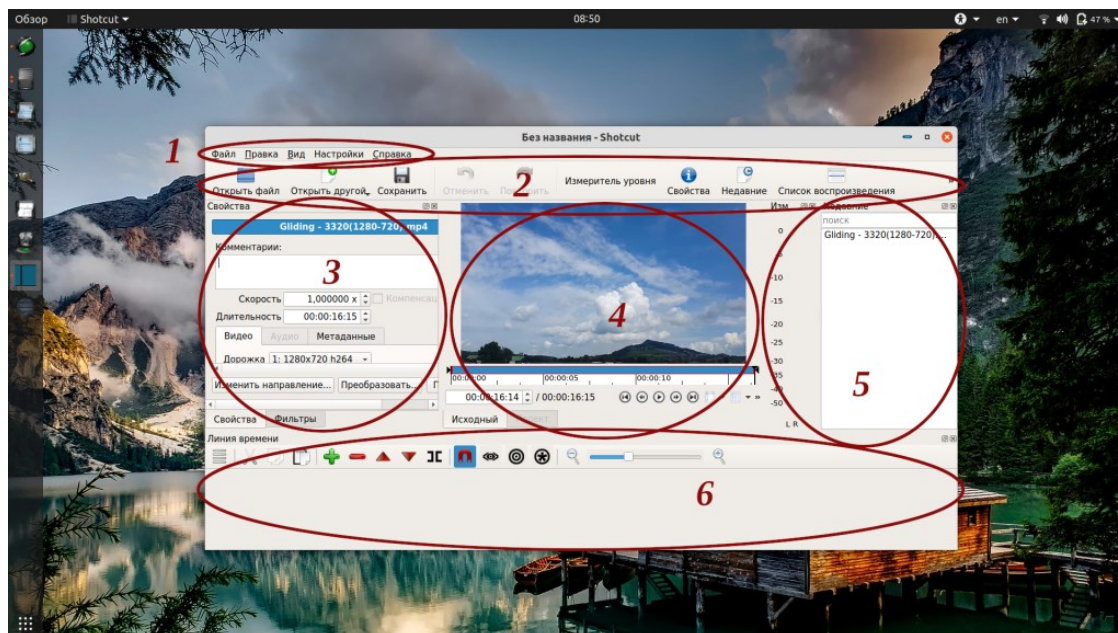 Обзор Shotcut 08:50 en 47 %
Без названия - Shotcut
1 Файл Правка Вид Настройки Справка
2
Открыть файл Открыть другой Сохранить Отменить Повторить Измеритель уровня Свойства Недавние Список воспроизведения »
Свойства Изм Недавние
Gliding - 3320(1280-720).mp4
поиск
Комментарии:
Gliding - 3320(1280-720)....
3
4
5
0
-10
-15
-20
-25
-30
-35
-40
-50
L R
Скорость 1,000000 x Компенсац
Длительность 00:00:16:15
Видео Аудио Метаданные
Дорожка 1: 1280x720 h264
Изменить направление... Преобразовать...
00:00:00 00:00:05 00:00:10
00:00:16:14 / 00:00:16:15 »
Свойства Фильтры Исходный
Линия времени
6